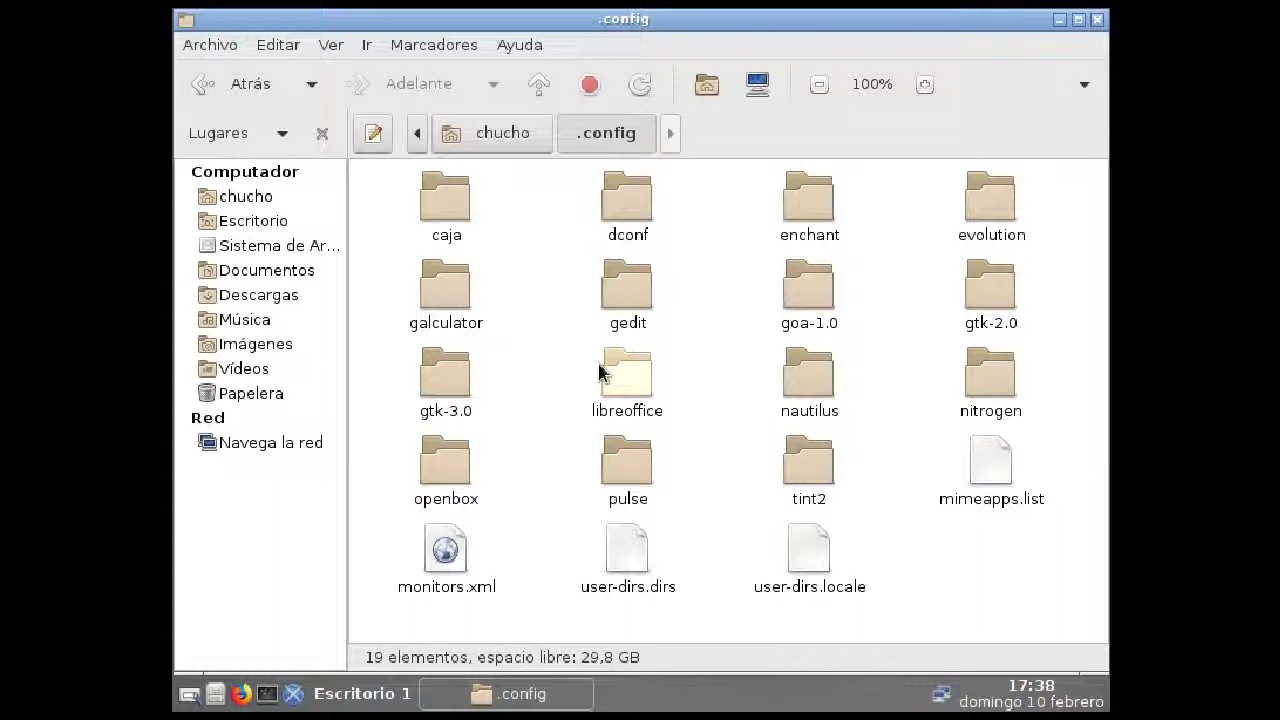 .config
Archivo Editar Ver Ir Marcadores Ayuda
Atrás Adelante 100%
Lugares chucho .config
Computador
chucho
Escritorio
Sistema de Ar...
Documentos
Descargas
Música
Imágenes
Vídeos
Papelera
Red
Navega la red
caja dconf enchant evolution
galculator gedit goa-1.0 gtk-2.0
gtk-3.0 libreoffice nautilus nitrogen
openbox pulse tint2 mimeapps.list
monitors.xml user-dirs.dirs user-dirs.locale
19 elementos, espacio libre: 29,8 GB
Escritorio 1 .config
17:38
domingo 10 febrero